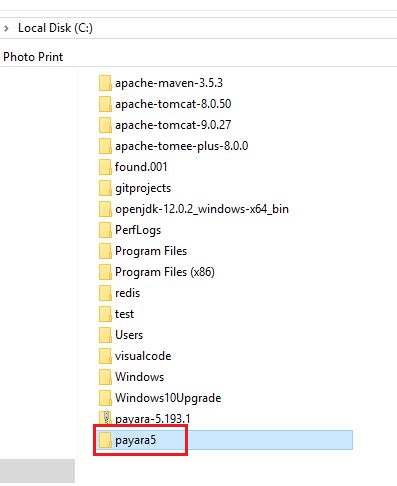 Local Disk (C:)
Photo Print
apache-maven-3.5.3
apache-tomcat-8.0.50
apache-tomcat-9.0.27
apache-tomee-plus-8.0.0
found.001
gitprojects
openjdk-12.0.2_windows-x64_bin
PerfLogs
Program Files
Program Files (x86)
redis
test
Users
visualcode
Windows
Windows10Upgrade
payara-5.193.1
payara5